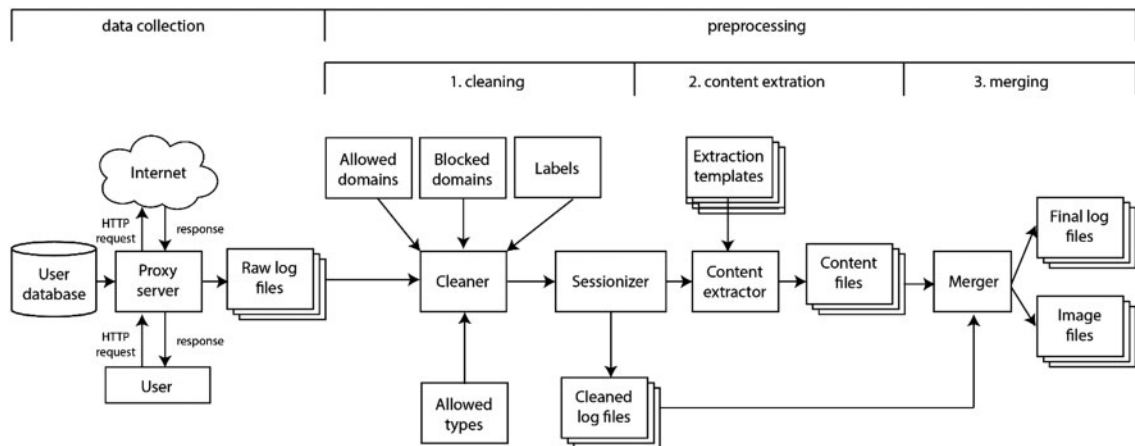 data collection
preprocessing
1. cleaning
2. content extration
3. merging
Internet
Allowed
domains
Blocked
domains
Labels
Extraction
templates
HTTP
request
response
User
database
Proxy
server
Raw log
files
Cleaner
Sessionizer
Content
extractor
Content
files
Merger
Final log
files
Image
files
HTTP
request
response
User
Allowed
types
Cleaned
log files